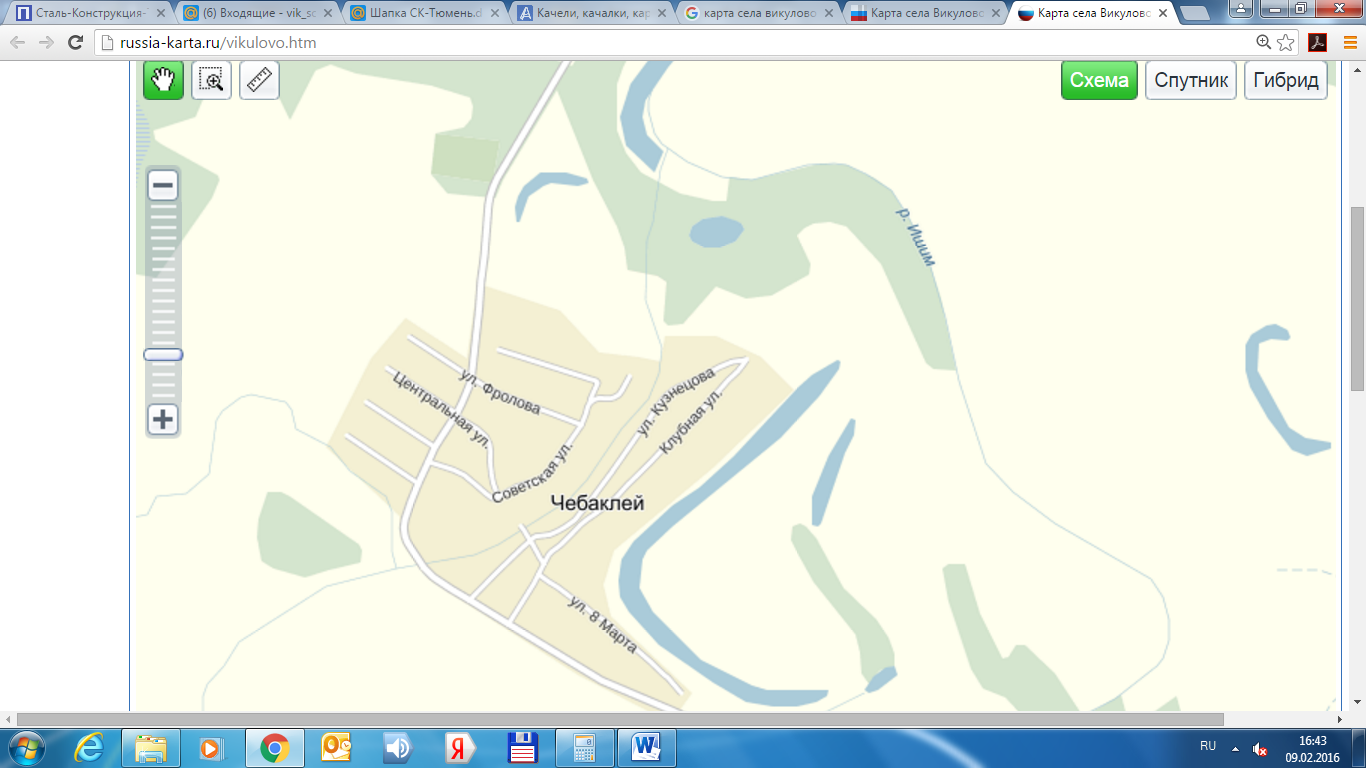 Сталь-Конструкция-
(6) Входящие - vik_sc
Шапка СК-Тюмень.d
Качели, качалки, кар
карта села викулово
Карта села Викулово
Карта села Викулово
russia-karta.ru/vikulovo.htm
Схема
Спутник
Гибрид
р. Ишим
ул. Фролова
Центральная ул.
ул. Кузнецова
Клубная ул.
Советская ул.
Чебаклей
ул. 8 Марта
RU
16:43
09.02.2016